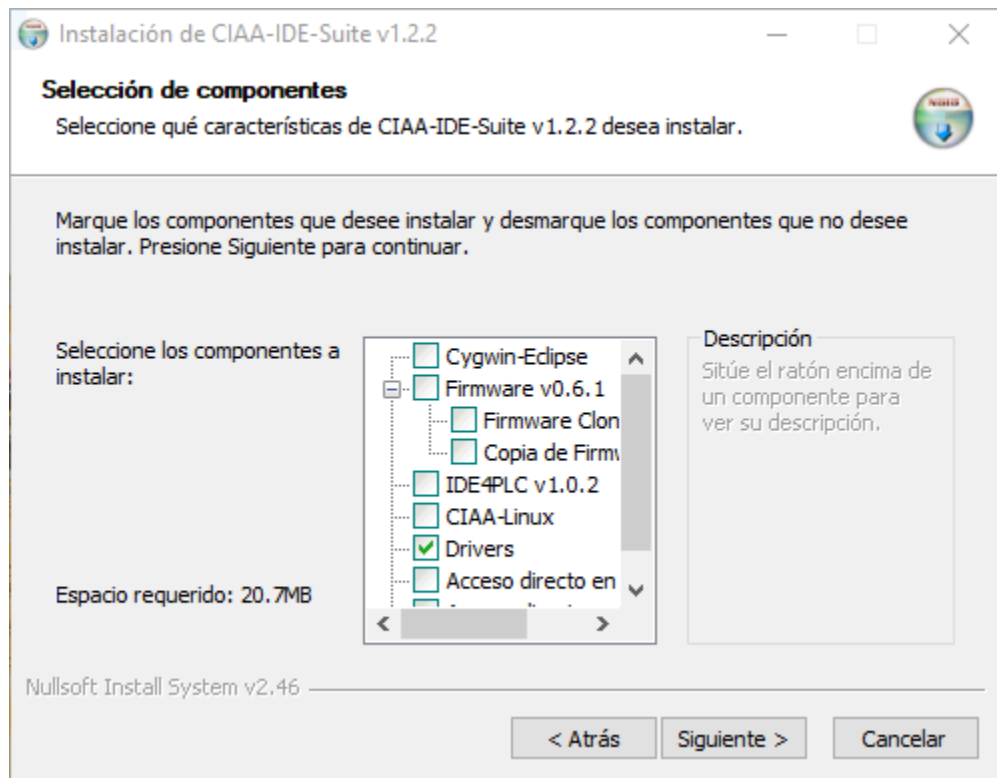 Instalación de CIAA-IDE-Suite v1.2.2
Selección de componentes
Seleccione qué características de CIAA-IDE-Suite v1.2.2 desea instalar.
Marque los componentes que desee instalar y desmarque los componentes que no desee
instalar. Presione Siguiente para continuar.
Seleccione los componentes a
instalar:
Cygwin-Eclipse
Firmware v0.6.1
Firmware Clon
Copia de Firmw
IDE4PLC v1.0.2
CIAA-Linux
Drivers
Acceso directo en
Espacio requerido: 20.7MB
Descripción
Sitúe el ratón encima de
un componente para
ver su descripción.
Nullsoft Install System v2.46
< Atrás
Siguiente >
Cancelar